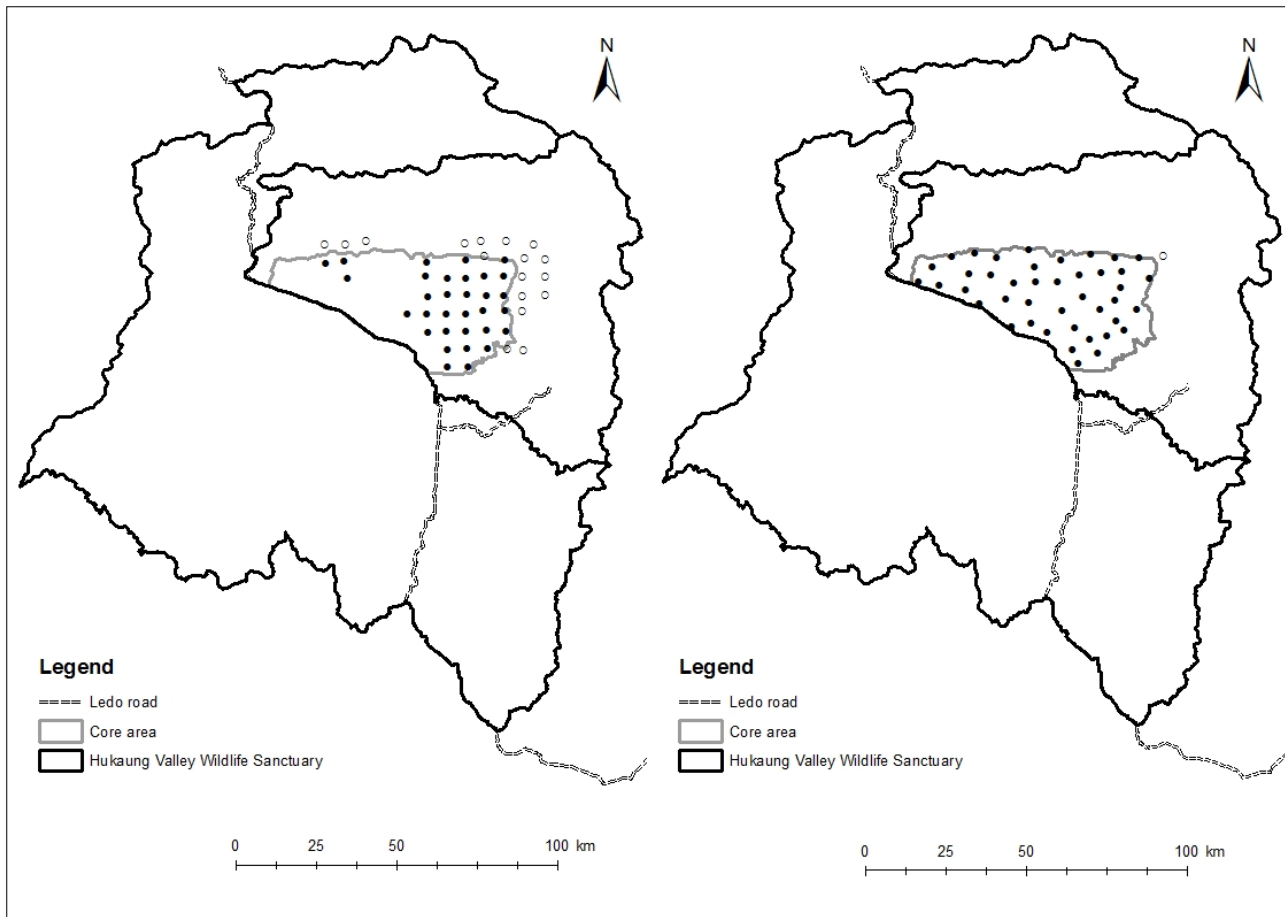 N
Legend
Ledo road
Core area
Hukaung Valley Wildlife Sanctuary
0 25 50 100 km
N
Legend
Ledo road
Core area
Hukaung Valley Wildlife Sanctuary
0 25 50 100 km